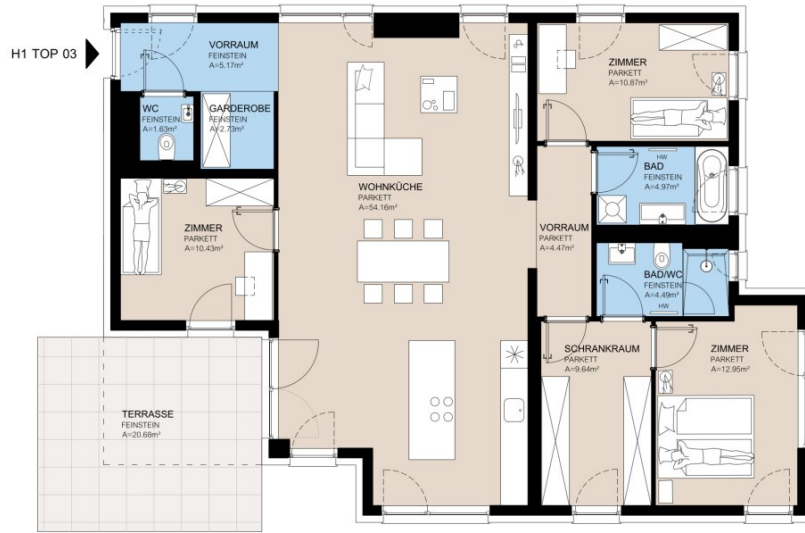 H1 TOP 03
VORRAUM
FEINSTEIN
A=5.17m²
WC
FEINSTEIN
A=1.63m²
GARDEROBE
FEINSTEIN
A=2.73m²
ZIMMER
PARKETT
A=10.43m²
WOHNKÜCHE
PARKETT
A=54.16m²
ZIMMER
PARKETT
A=10.87m²
HW
BAD
FEINSTEIN
A=4.97m²
VORRAUM
PARKETT
A=4.47m²
BAD/WC
FEINSTEIN
A=4.49m²
HW
SCHRANKRAUM
PARKETT
A=9.64m²
ZIMMER
PARKETT
A=12.95m²
TERRASSE
FEINSTEIN
A=20.68m²